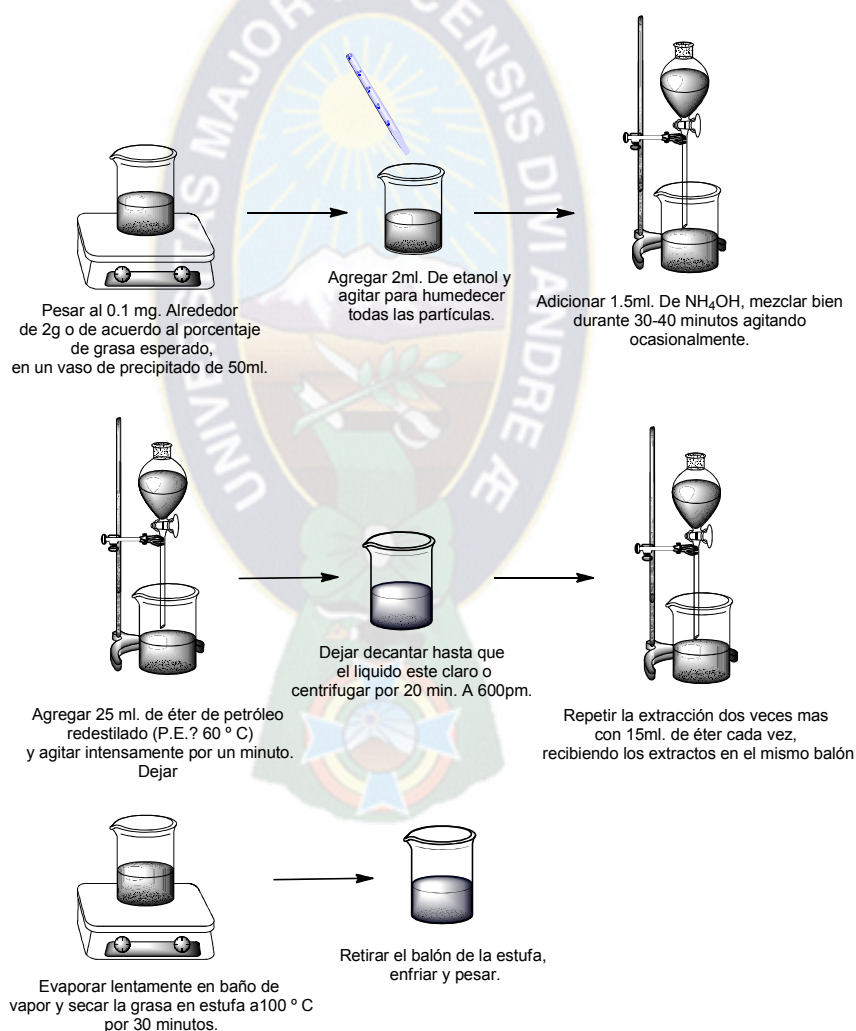 UNIVERSITAS MAJOR PACENSIS DIVI ANDRE Æ
Pesar al 0.1 mg. Alrededor
de 2g o de acuerdo al porcentaje
de grasa esperado,
en un vaso de precipitado de 50ml.
Agregar 2ml. De etanol y
agitar para humedecer
todas las partículas.
Adicionar 1.5ml. De NH₄OH, mezclar bien
durante 30-40 minutos agitando
ocasionalmente.
Agregar 25 ml. de éter de petróleo
redestilado (P.E.? 60 º C)
y agitar intensamente por un minuto.
Dejar
Dejar decantar hasta que
el liquido este claro o
centrifugar por 20 min. A 600pm.
Repetir la extracción dos veces mas
con 15ml. de éter cada vez,
recibiendo los extractos en el mismo balón
Evaporar lentamente en baño de
vapor y secar la grasa en estufa a100 º C
por 30 minutos.
Retirar el balón de la estufa,
enfriar y pesar.